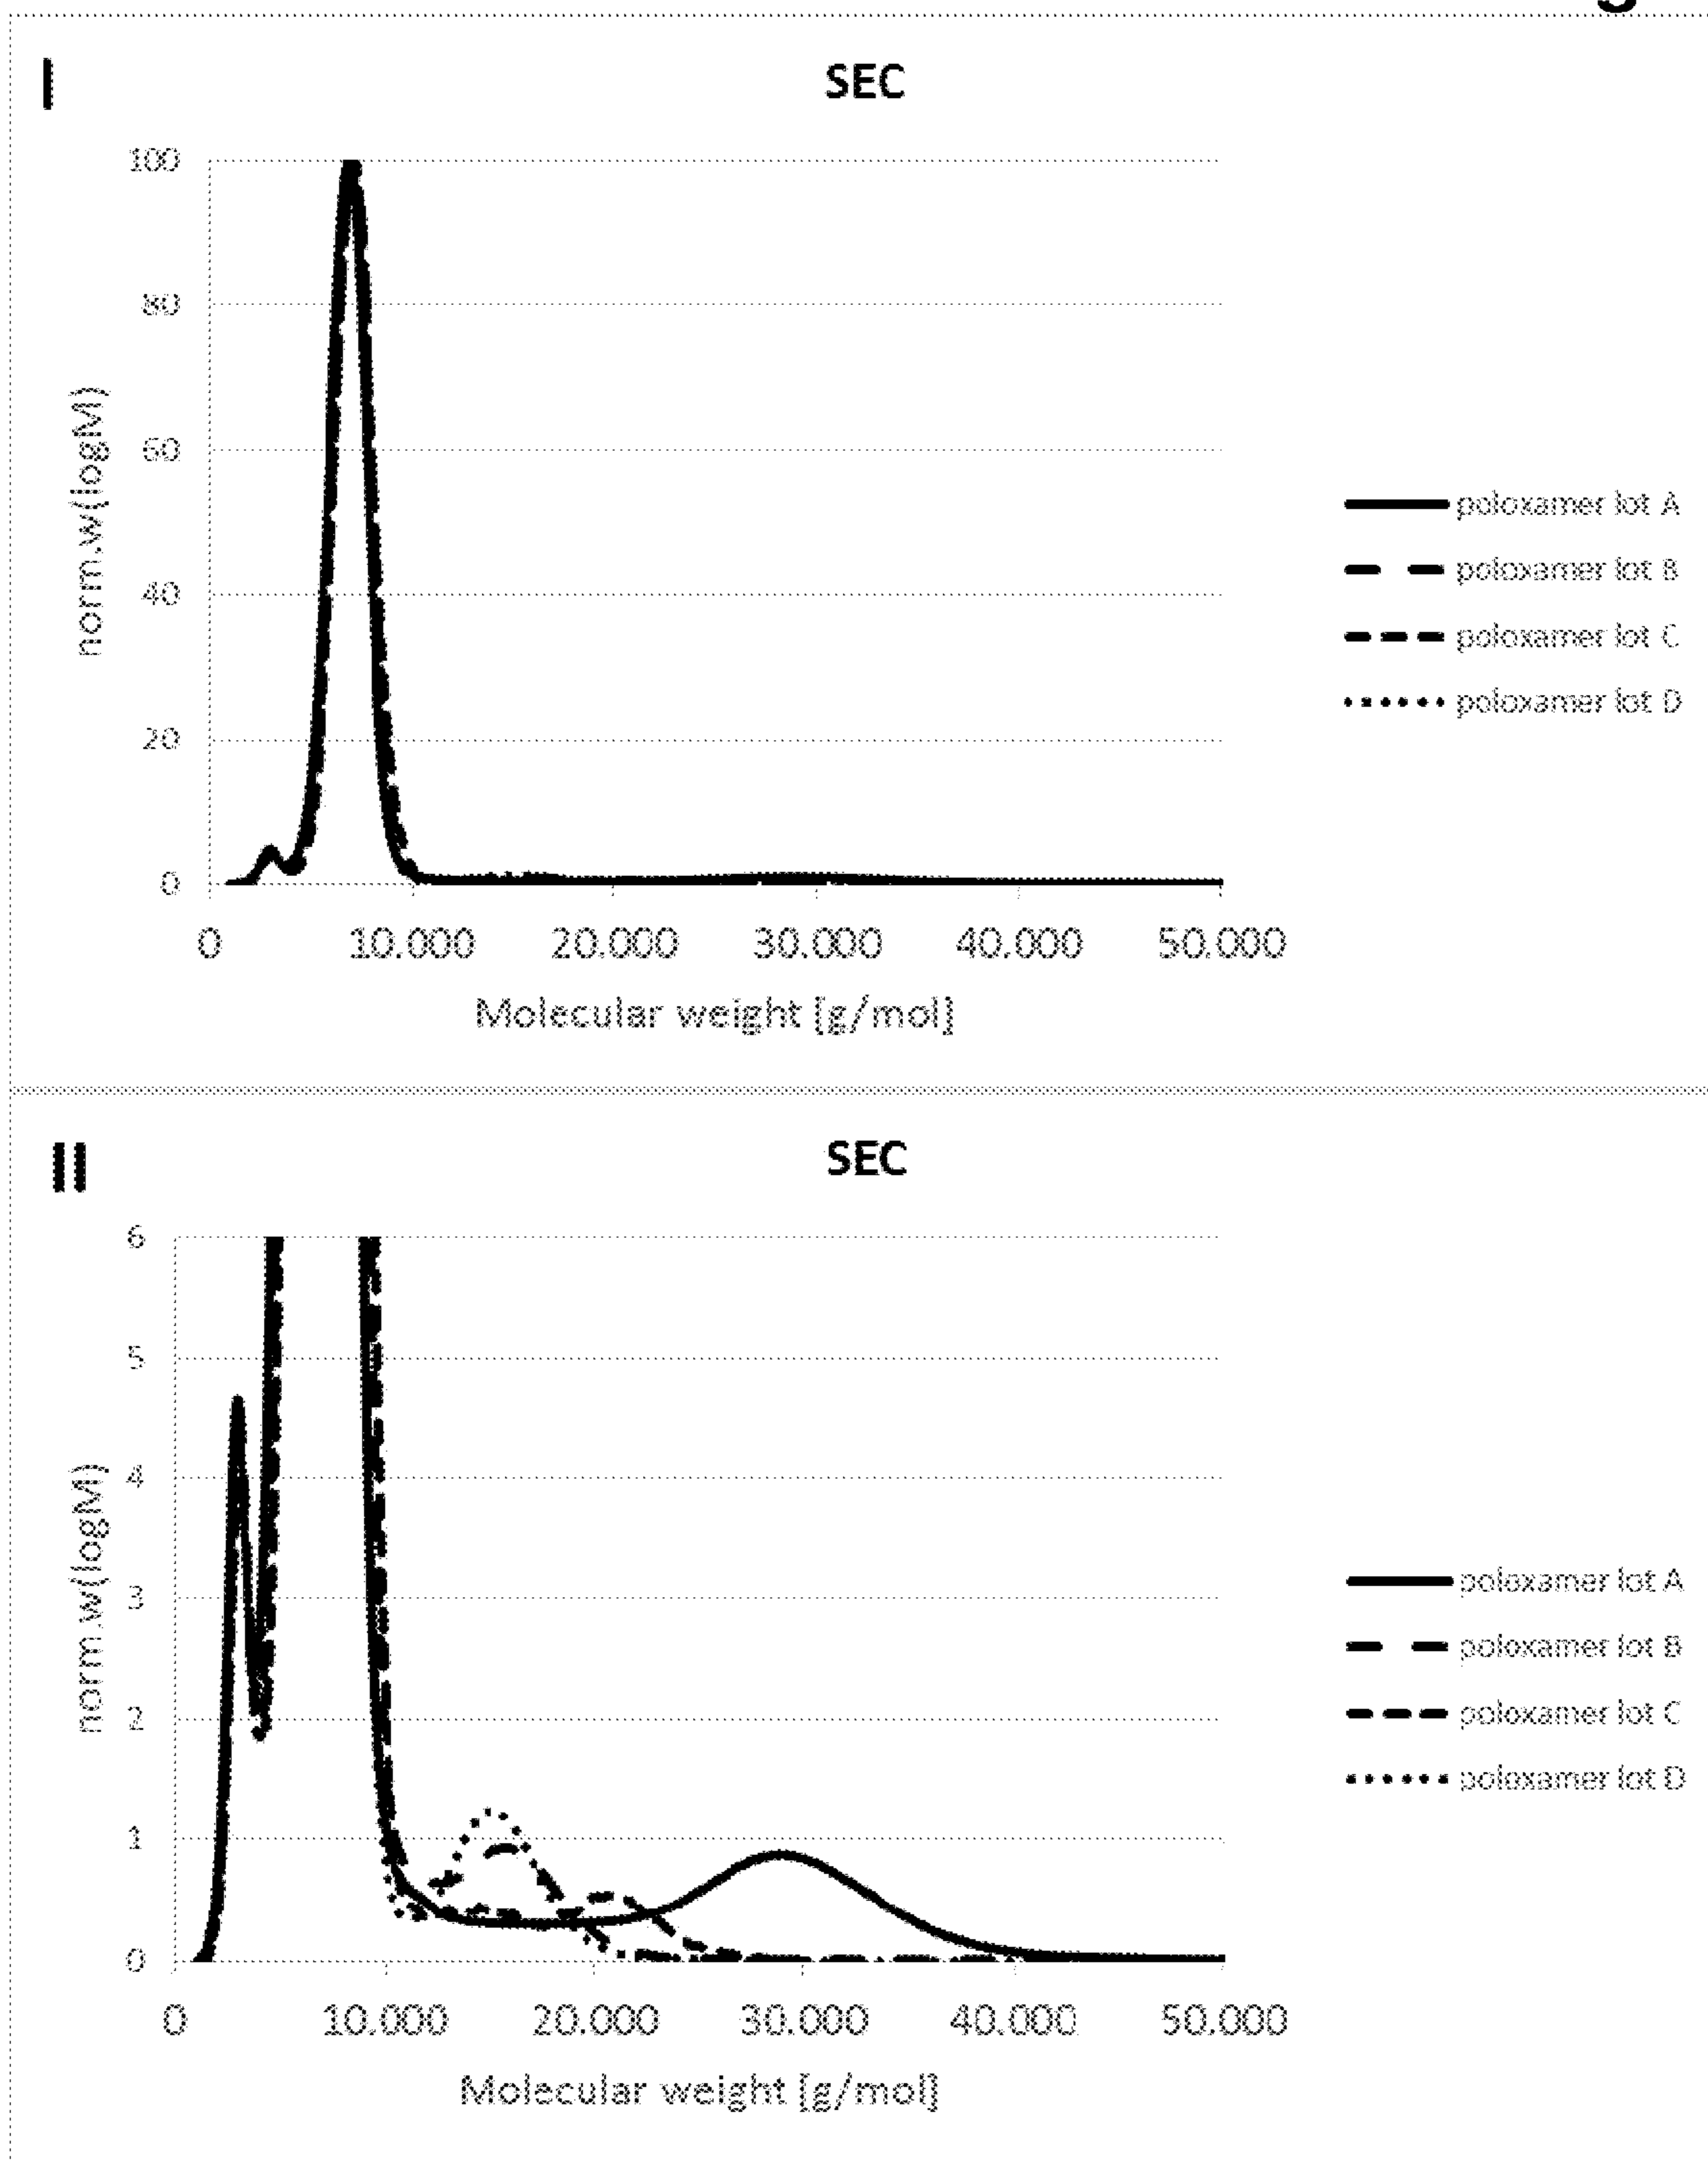 g
I
SEC
100
80
60
40
20
0
norm.w(logM)
0 10.000 20.000 30.000 40.000 50.000
Molecular weight [g/mol]
poloxamer lot A
poloxamer lot B
poloxamer lot C
poloxamer lot D
II
SEC
6
5
4
3
2
1
0
norm.w(logM)
0 10.000 20.000 30.000 40.000 50.000
Molecular weight [g/mol]
poloxamer lot A
poloxamer lot B
poloxamer lot C
poloxamer lot D